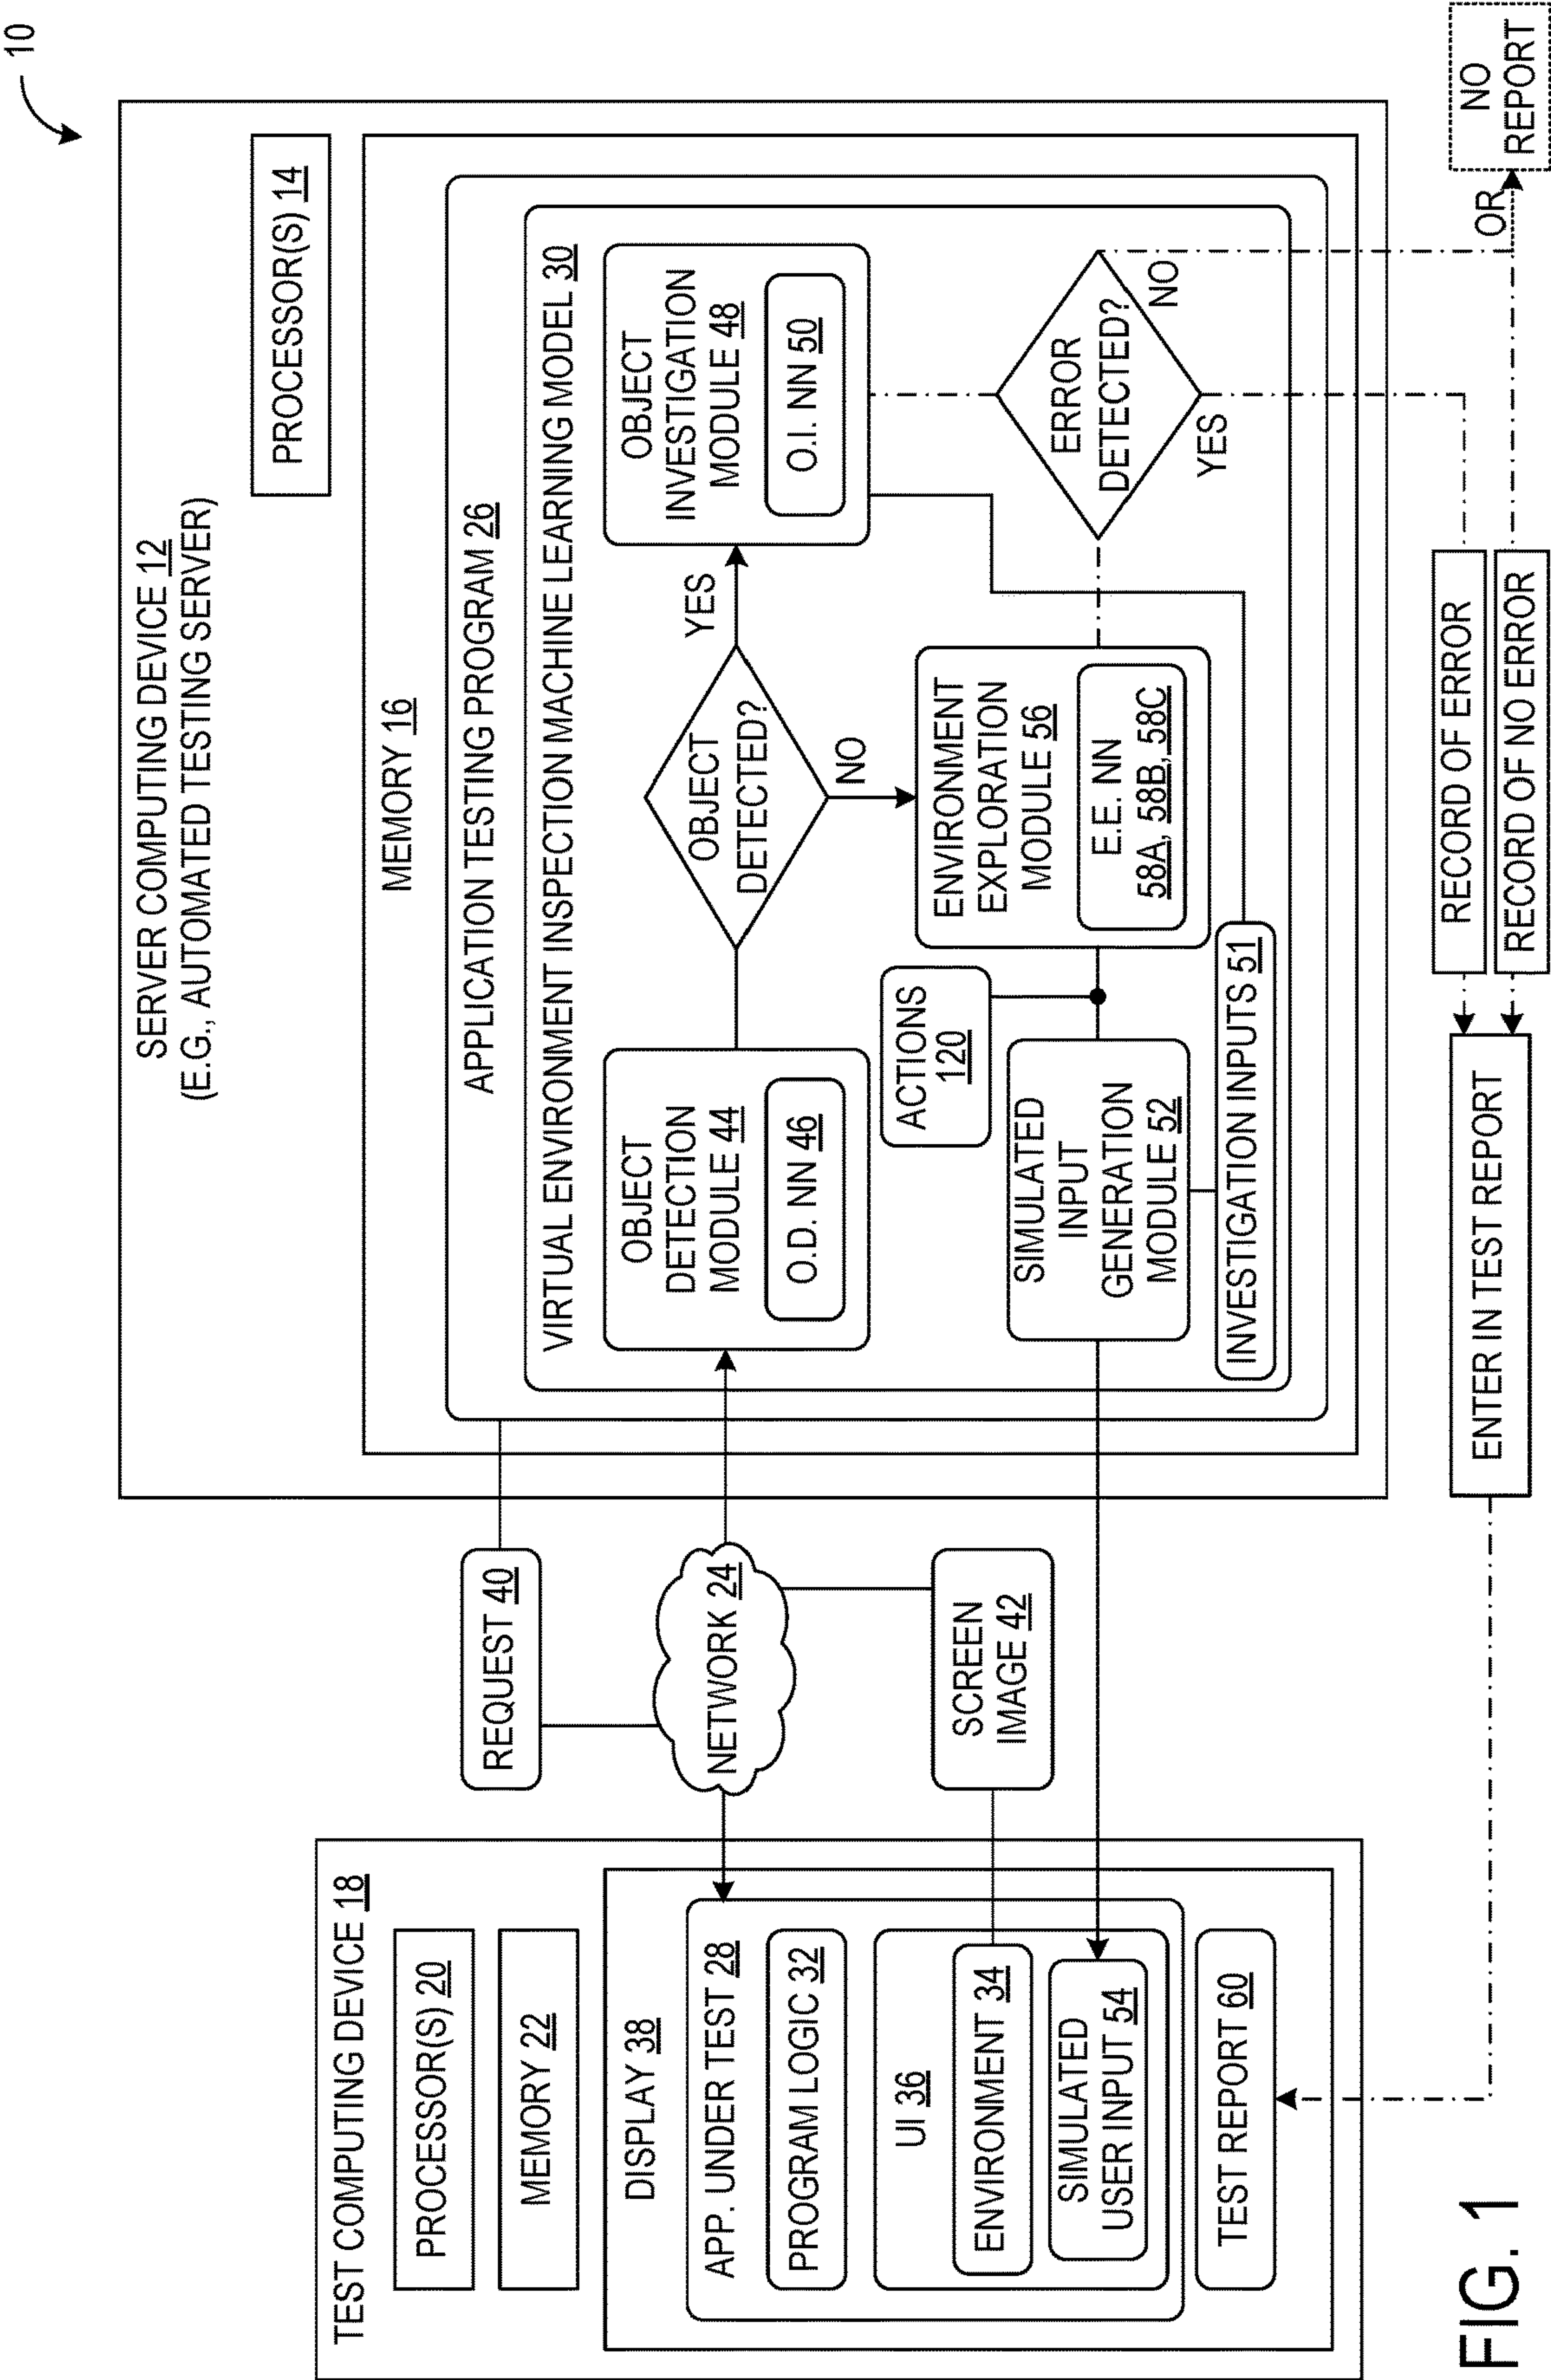 10
SERVER COMPUTING DEVICE 12
(E.G., AUTOMATED TESTING SERVER)
PROCESSOR(S) 14
MEMORY 16
APPLICATION TESTING PROGRAM 26
VIRTUAL ENVIRONMENT INSPECTION MACHINE LEARNING MODEL 30
OBJECT
DETECTION
MODULE 44
O.D. NN 46
OBJECT
DETECTED?
YES
NO
OBJECT
INVESTIGATION
MODULE 48
O.I. NN 50
ACTIONS
120
ENVIRONMENT
EXPLORATION
MODULE 56
E.E. NN
58A, 58B, 58C
SIMULATED
INPUT
GENERATION
MODULE 52
INVESTIGATION INPUTS 51
ERROR
DETECTED?
NO
YES
OR
NO
REPORT
RECORD OF ERROR
RECORD OF NO ERROR
ENTER IN TEST REPORT
REQUEST 40
NETWORK 24
SCREEN
IMAGE 42
TEST COMPUTING DEVICE 18
PROCESSOR(S) 20
MEMORY 22
DISPLAY 38
APP. UNDER TEST 28
PROGRAM LOGIC 32
UI 36
ENVIRONMENT 34
SIMULATED
USER INPUT 54
TEST REPORT 60
FIG. 1